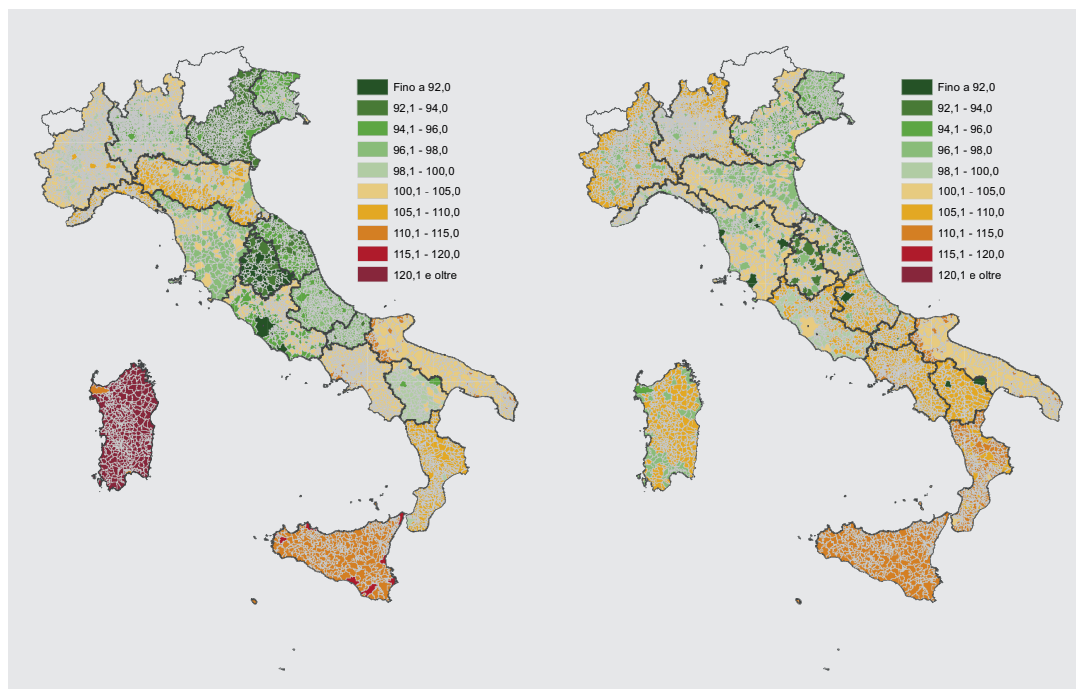 Fino a 92,0
92,1 - 94,0
94,1 - 96,0
96,1 - 98,0
98,1 - 100,0
100,1 - 105,0
105,1 - 110,0
110,1 - 115,0
115,1 - 120,0
120,1 e oltre
Fino a 92,0
92,1 - 94,0
94,1 - 96,0
96,1 - 98,0
98,1 - 100,0
100,1 - 105,0
105,1 - 110,0
110,1 - 115,0
115,1 - 120,0
120,1 e oltre